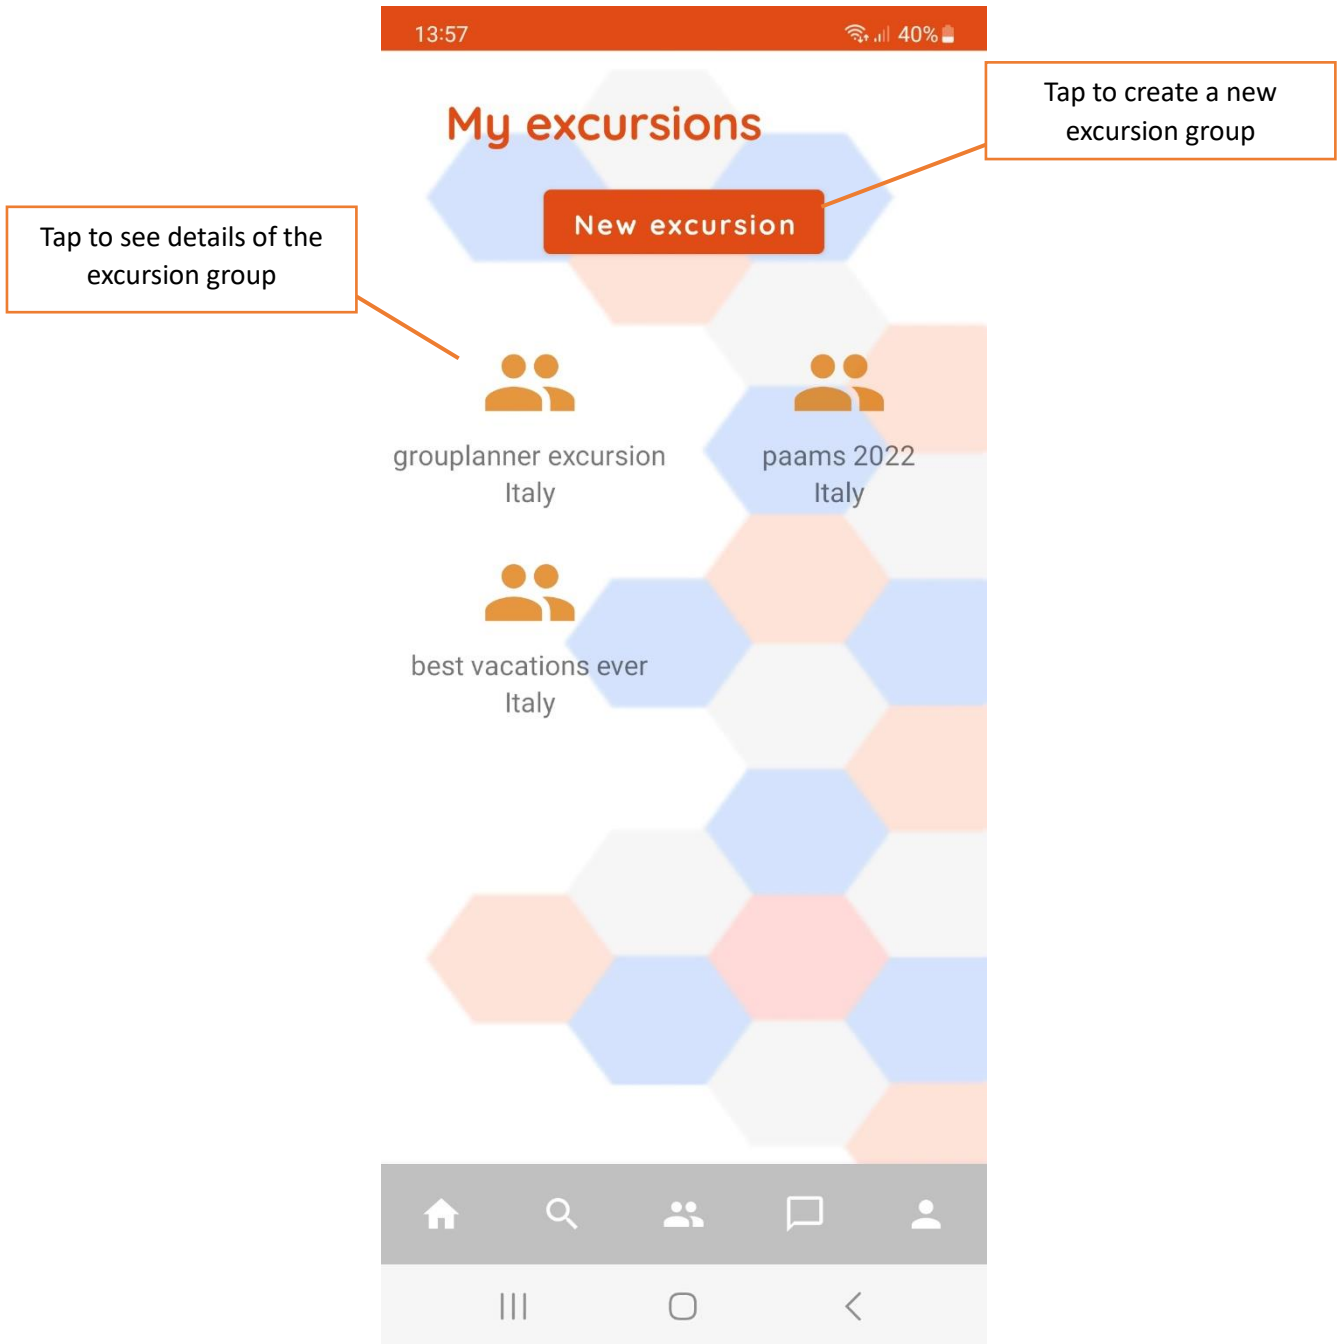 13:57 40%
My excursions
Tap to create a new
excursion group
New excursion
Tap to see details of the
excursion group
grouplanner excursion
Italy
paams 2022
Italy
best vacations ever
Italy